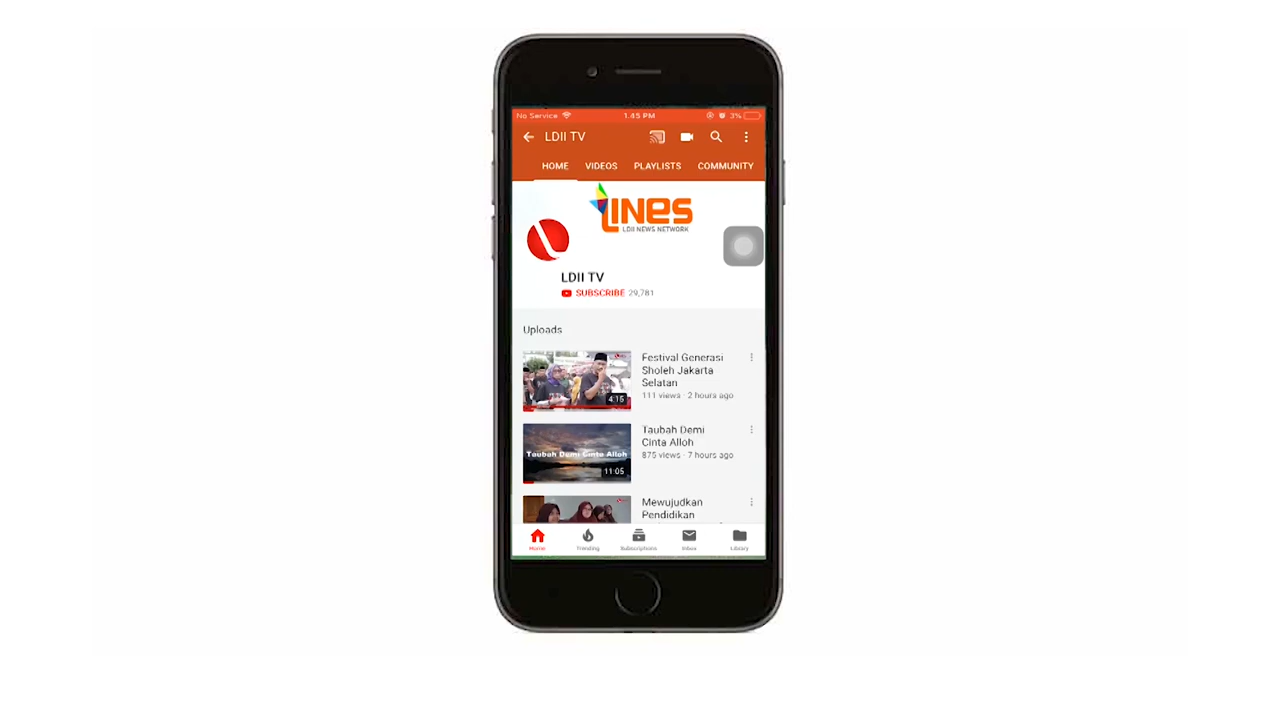 No Service 1.45 PM 3%
LDII TV
HOME VIDEOS PLAYLISTS COMMUNITY
LINES
LDII NEWS NETWORK
LDII TV
SUBSCRIBE 29,781
Uploads
Festival Generasi
Sholeh Jakarta
Selatan
111 views · 2 hours ago
4:15
Taubah Demi
Cinta Alloh
875 views · 7 hours ago
Taubah Demi Cinta Alloh
11:05
Mewujudkan
Pendidikan
Home Trending Subscriptions Inbox Library